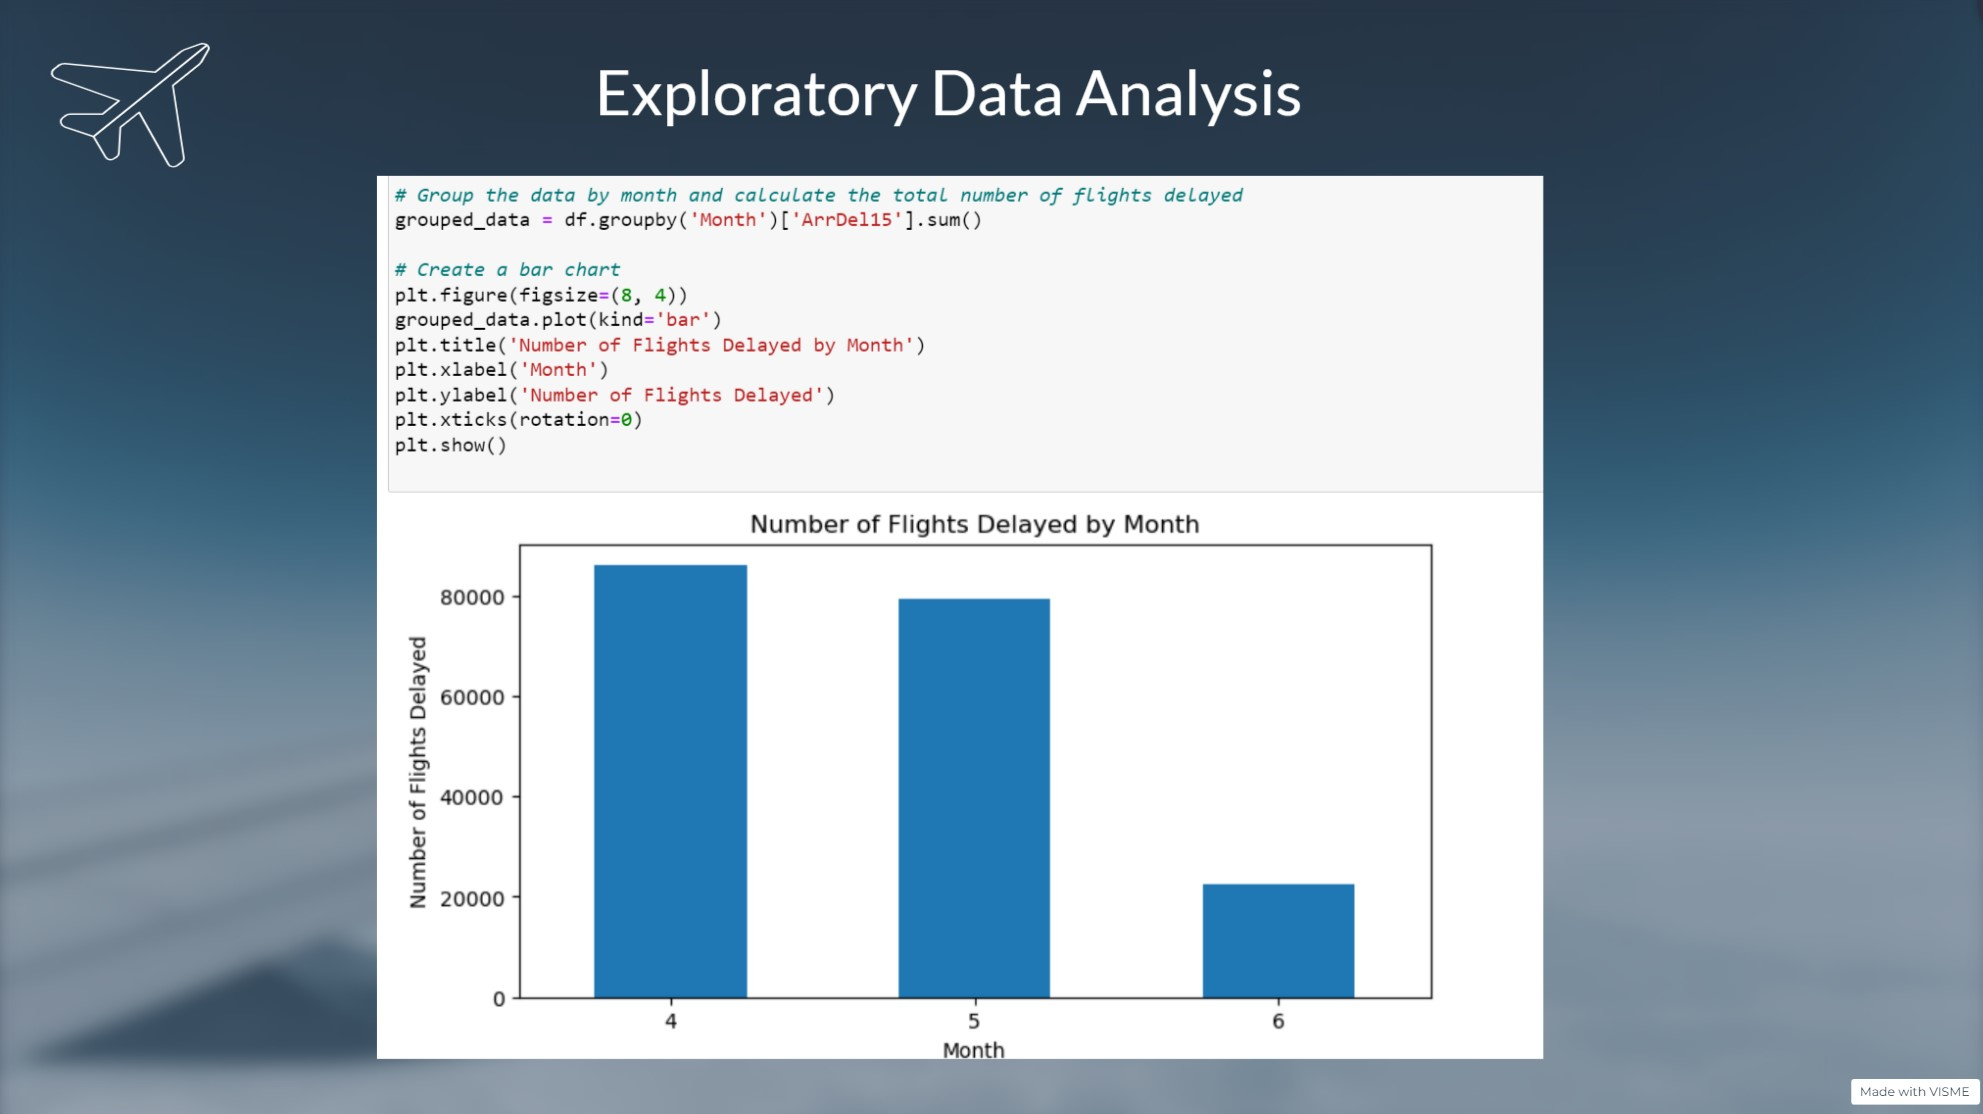 Exploratory Data Analysis
# Group the data by month and calculate the total number of flights delayed
grouped_data = df.groupby('Month')['ArrDel15'].sum()
# Create a bar chart
plt.figure(figsize=(8, 4))
grouped_data.plot(kind='bar')
plt.title('Number of Flights Delayed by Month')
plt.xlabel('Month')
plt.ylabel('Number of Flights Delayed')
plt.xticks(rotation=0)
plt.show()
Number of Flights Delayed by Month
Number of Flights Delayed
80000
60000
40000
20000
0
4 5 6
Month
Made with VISME